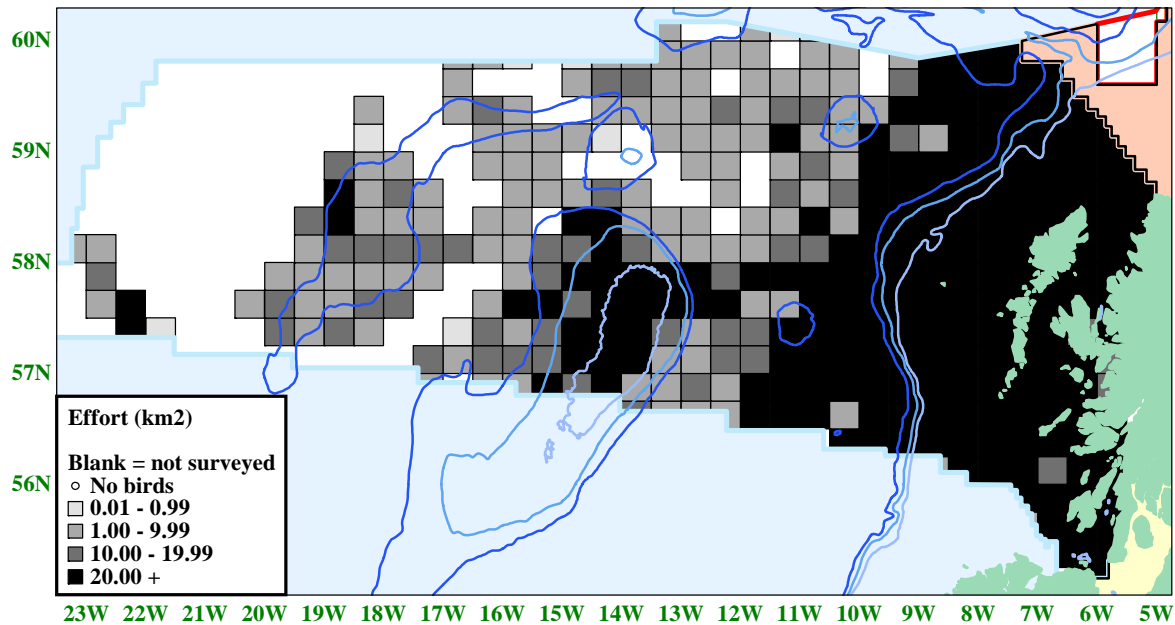 60N
59N
58N
57N
56N
Effort (km2)
Blank = not surveyed
No birds
0.01 - 0.99
1.00 - 9.99
10.00 - 19.99
20.00 +
23W 22W 21W 20W 19W 18W 17W 16W 15W 14W 13W 12W 11W 10W 9W 8W 7W 6W 5W